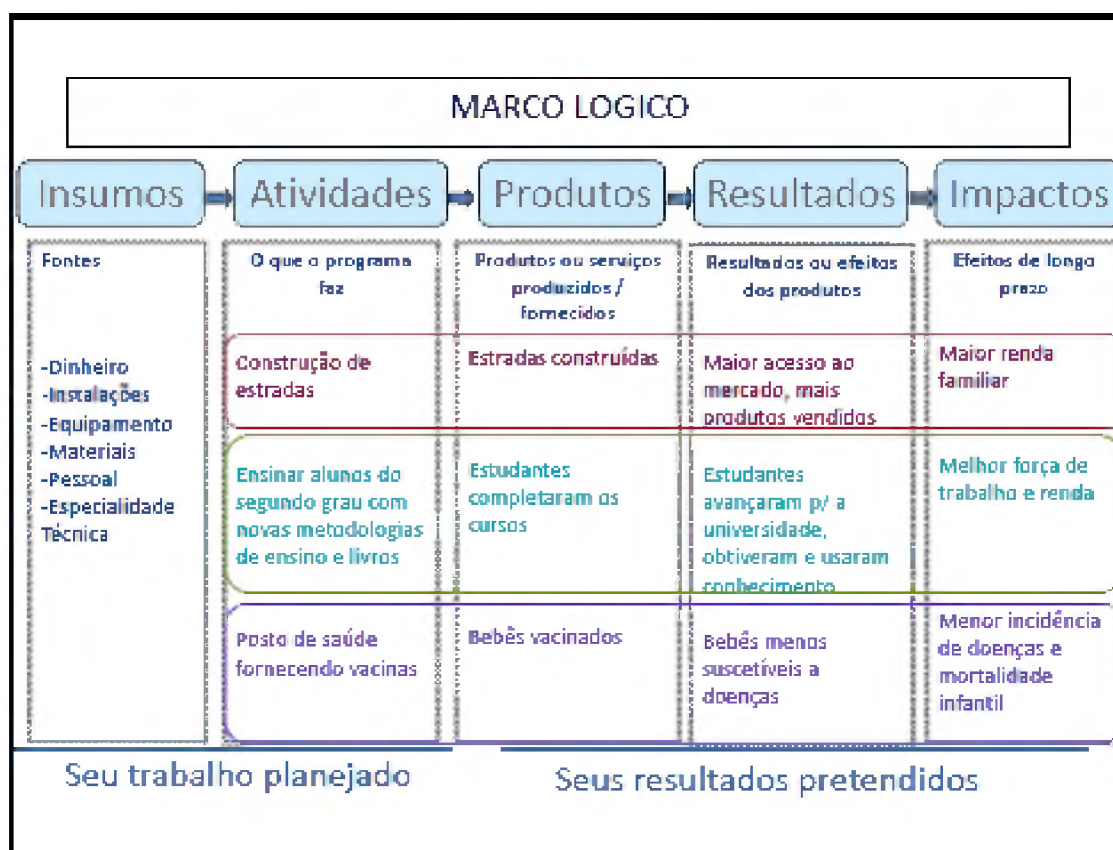 MARCO LOGICO
Insumos
Atividades
Produtos
Resultados
Impactos
Fontes
-Dinheiro
-Instalações
-Equipamento
-Materiais
-Pessoal
-Especialidade
Técnica
O que o programa
faz
Produtos ou serviços
produzidos /
fornecidos
Resultados ou efeitos
dos produtos
Efeitos de longo
prazo
Construção de
estradas
Estradas construídas
Maior acesso ao
mercado, mais
produtos vendidos
Maior renda
familiar
Ensinar alunos do
segundo grau com
novas metodologias
de ensino e livros
Estudantes
completaram os
cursos
Estudantes
avançaram p/ a
universidade,
obtiveram e usaram
conhecimento
Melhor força de
trabalho e renda
Posto de saúde
fornecendo vacinas
Bebês vacinados
Bebês menos
suscetíveis a
doenças
Menor incidência
de doenças e
mortalidade
infantil
Seu trabalho planejado
Seus resultados pretendidos